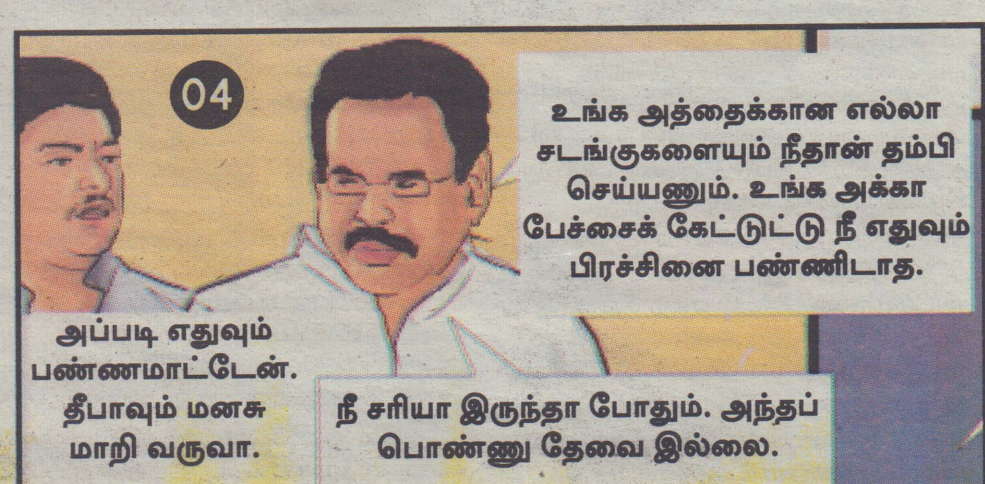 04
உங்க அத்தைக்கான எல்லா
சடங்குகளையும் நீதான் தம்பி
செய்யணும். உங்க அக்கா
பேச்சைக் கேட்டுட்டு நீ எதுவும்
பிரச்சினை பண்ணிடாத.
அப்படி எதுவும்
பண்ணமாட்டேன்.
தீபாவும் மனசு
மாறி வருவா.
நீ சரியா இருந்தா போதும். அந்தப்
பொண்ணு தேவை இல்லை.